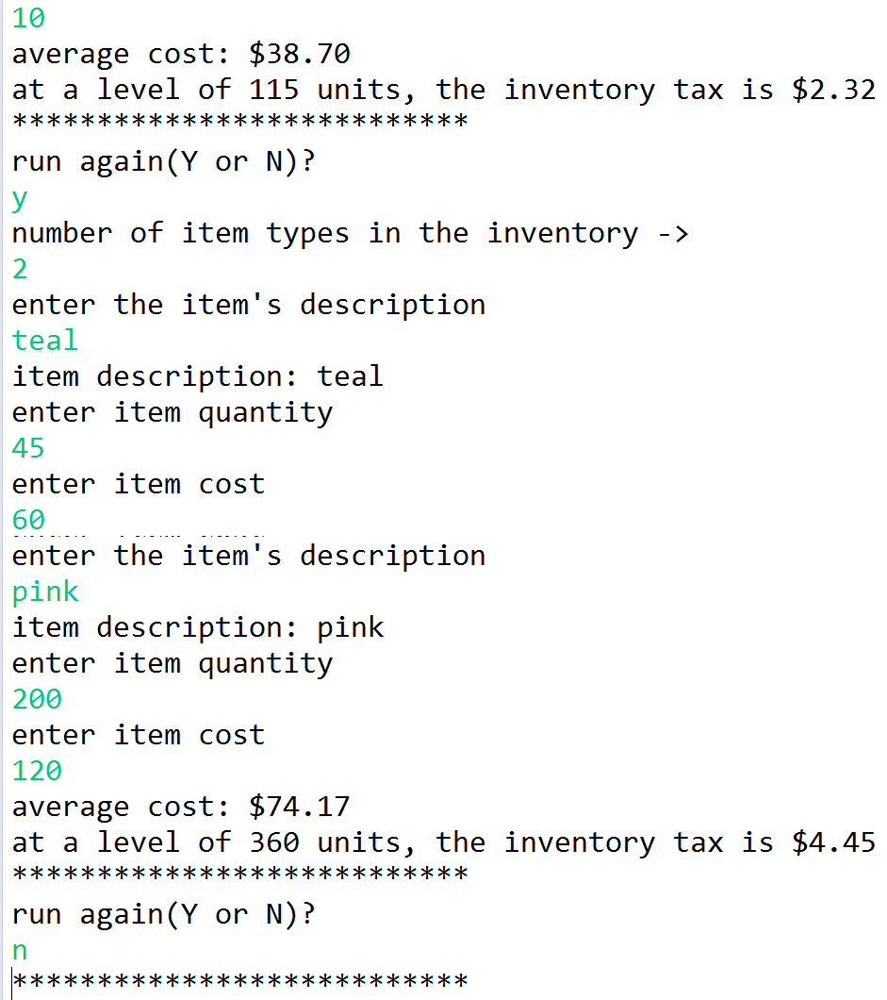 10
average cost: $38.70
at a level of 115 units, the inventory tax is $2.32
***************************
run again(Y or N)?
y
number of item types in the inventory ->
2
enter the item's description
teal
item description: teal
enter item quantity
45
enter item cost
60
enter the item's description
pink
item description: pink
enter item quantity
200
enter item cost
120
average cost: $74.17
at a level of 360 units, the inventory tax is $4.45
***************************
run again(Y or N)?
n
***************************